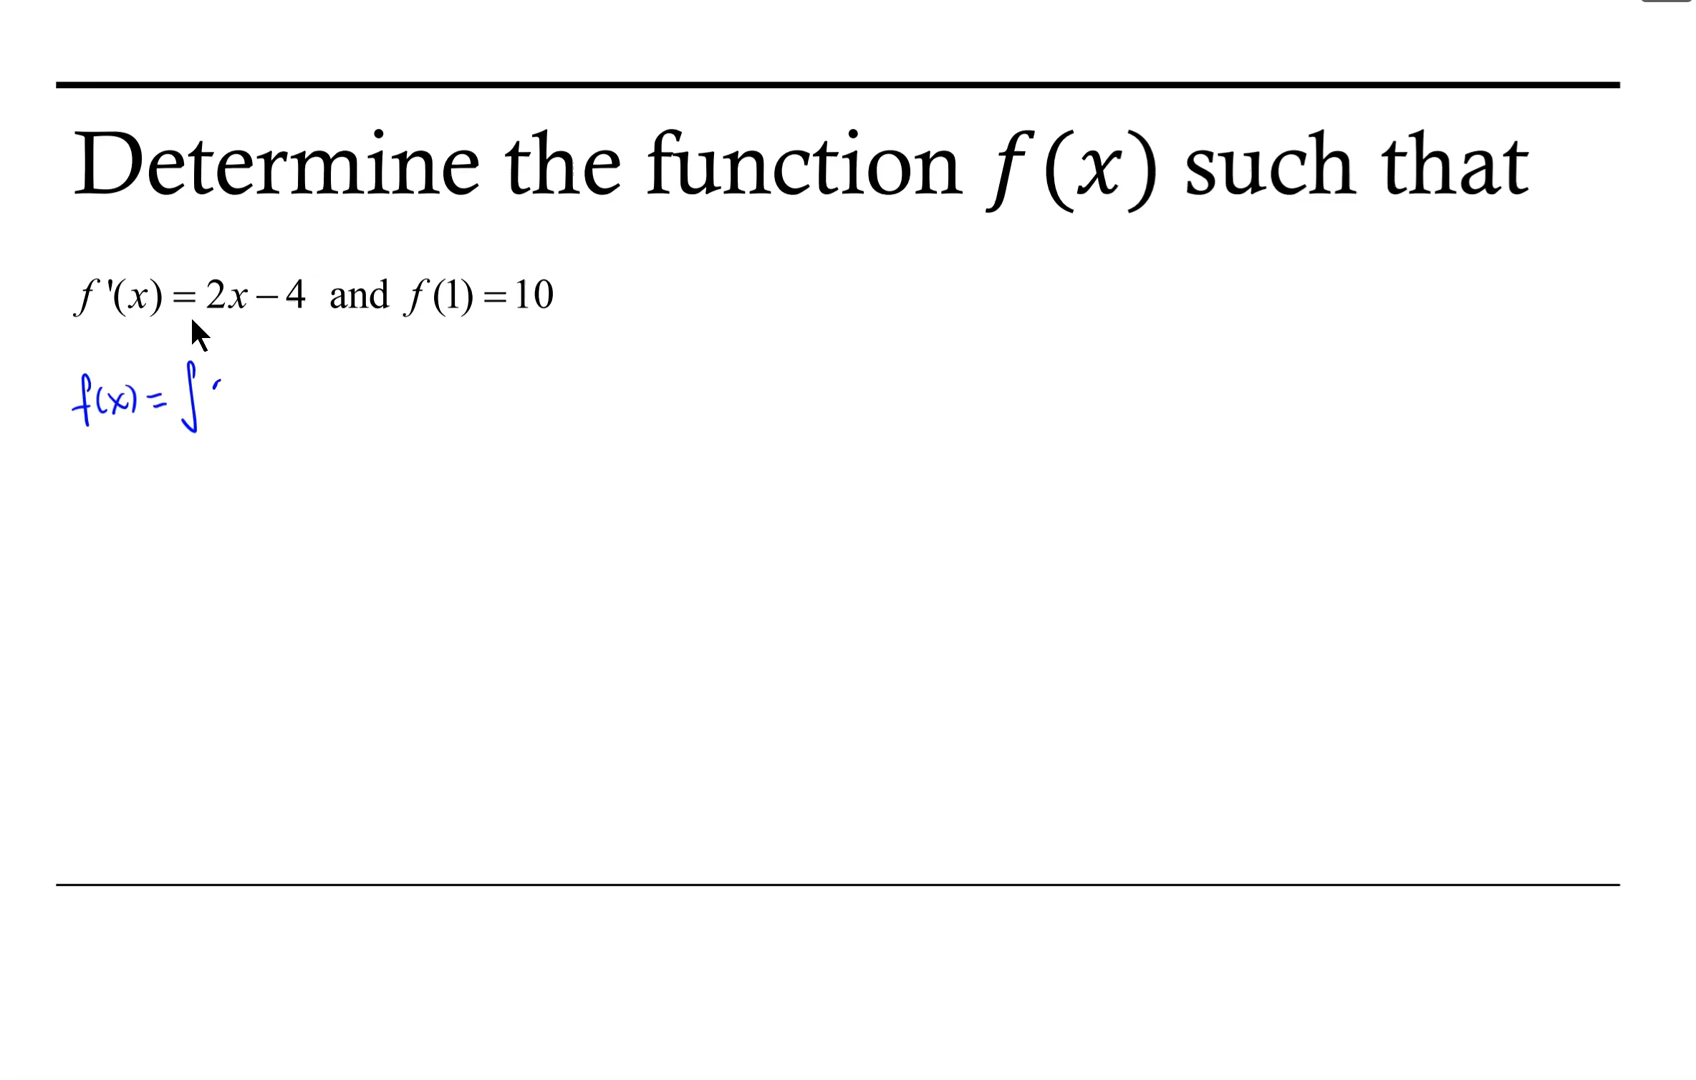 Determine the function f(x) such that
f'(x) = 2x − 4 and f(1) = 10
f(x) = ∫